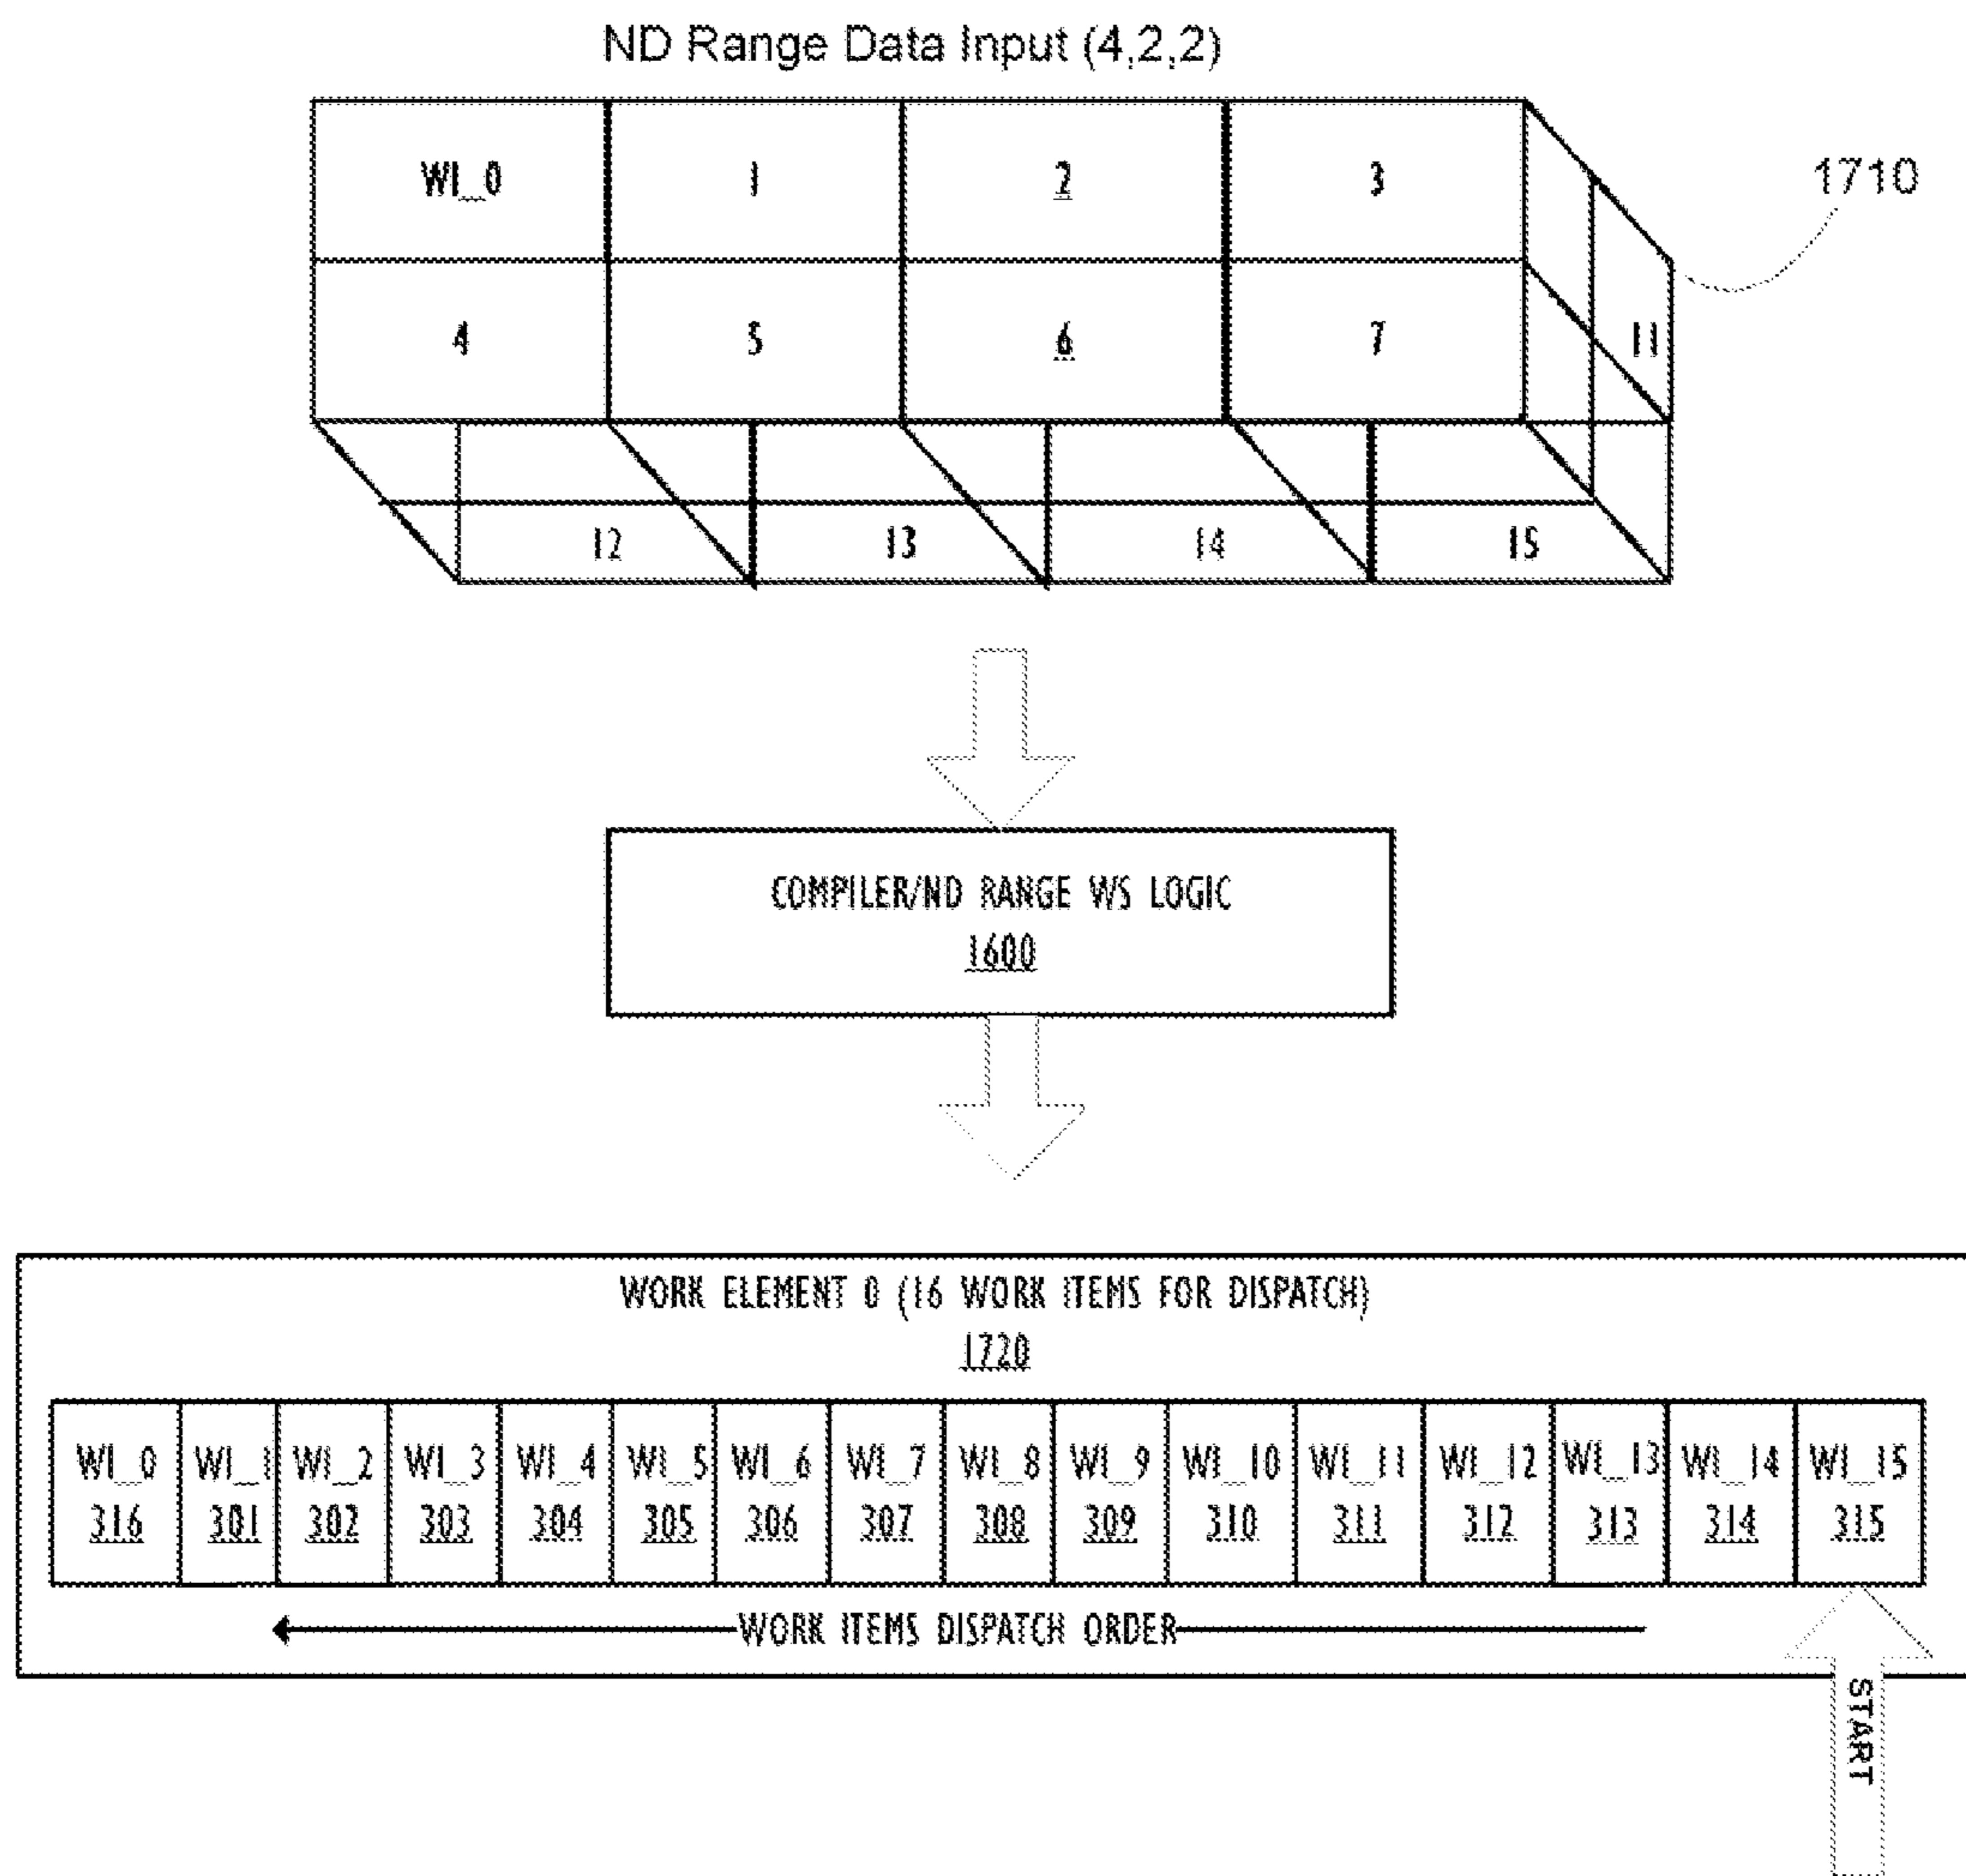 ND Range Data Input (4,2,2)
WI_0 1 2 3
1710
4 5 6 7 11
12 13 14 15
COMPILER/ND RANGE WS LOGIC
1600
WORK ELEMENT 0 (16 WORK ITEMS FOR DISPATCH)
1720
WI_0 WI_1 WI_2 WI_3 WI_4 WI_5 WI_6 WI_7 WI_8 WI_9 WI_10 WI_11 WI_12 WI_13 WI_14 WI_15
316 301 302 303 304 305 306 307 308 309 310 311 312 313 314 315
WORK ITEMS DISPATCH ORDER
START